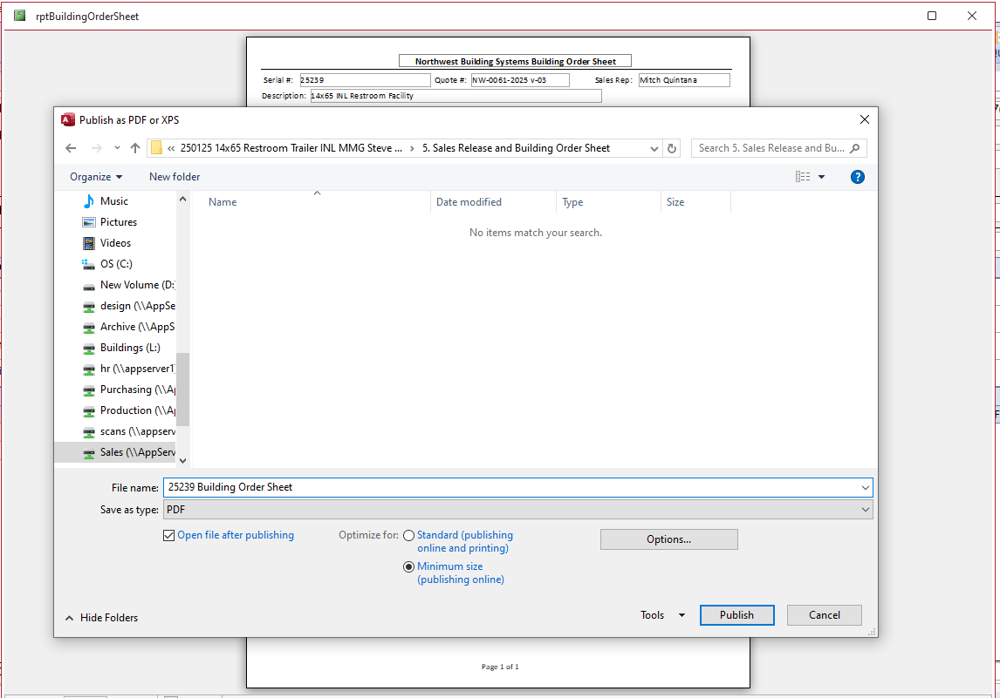 rptBuildingOrderSheet
Northwest Building Systems Building Order Sheet
Serial #: 25239 Quote #: NW-0061-2025 v-03 Sales Rep: Mitch Quintana
Description: 14x65 INL Restroom Facility
Publish as PDF or XPS
« 250125 14x65 Restroom Trailer INL MMG Steve ... › 5. Sales Release and Building Order Sheet
Search 5. Sales Release and Bu...
Organize New folder
?
Name Date modified Type Size
No items match your search.
Music
Pictures
Videos
OS (C:)
New Volume (D:
design (\\AppSe
Archive (\\AppS
Buildings (L:)
hr (\\appserver1
Purchasing (\\Ap
Production (\\Ap
scans (\\appserv
Sales (\\AppServ
File name: 25239 Building Order Sheet
Save as type: PDF
Open file after publishing
Optimize for: Standard (publishing
online and printing)
Minimum size
(publishing online)
Options...
Hide Folders
Tools Publish Cancel
Page 1 of 1